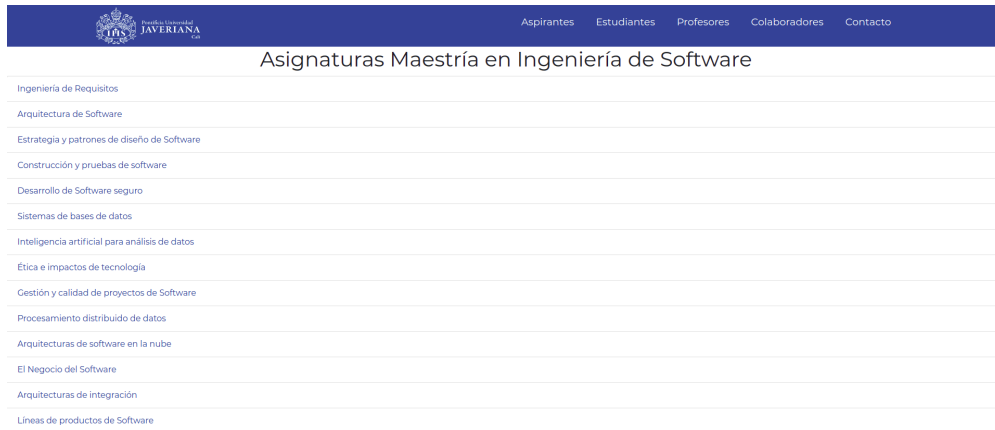 Pontificia Universidad
JAVERIANA
Cali
Aspirantes Estudiantes Profesores Colaboradores Contacto
Asignaturas Maestría en Ingeniería de Software
Ingeniería de Requisitos
Arquitectura de Software
Estrategia y patrones de diseño de Software
Construcción y pruebas de software
Desarrollo de Software seguro
Sistemas de bases de datos
Inteligencia artificial para análisis de datos
Ética e impactos de tecnología
Gestión y calidad de proyectos de Software
Procesamiento distribuido de datos
Arquitecturas de software en la nube
El Negocio del Software
Arquitecturas de integración
Líneas de productos de Software